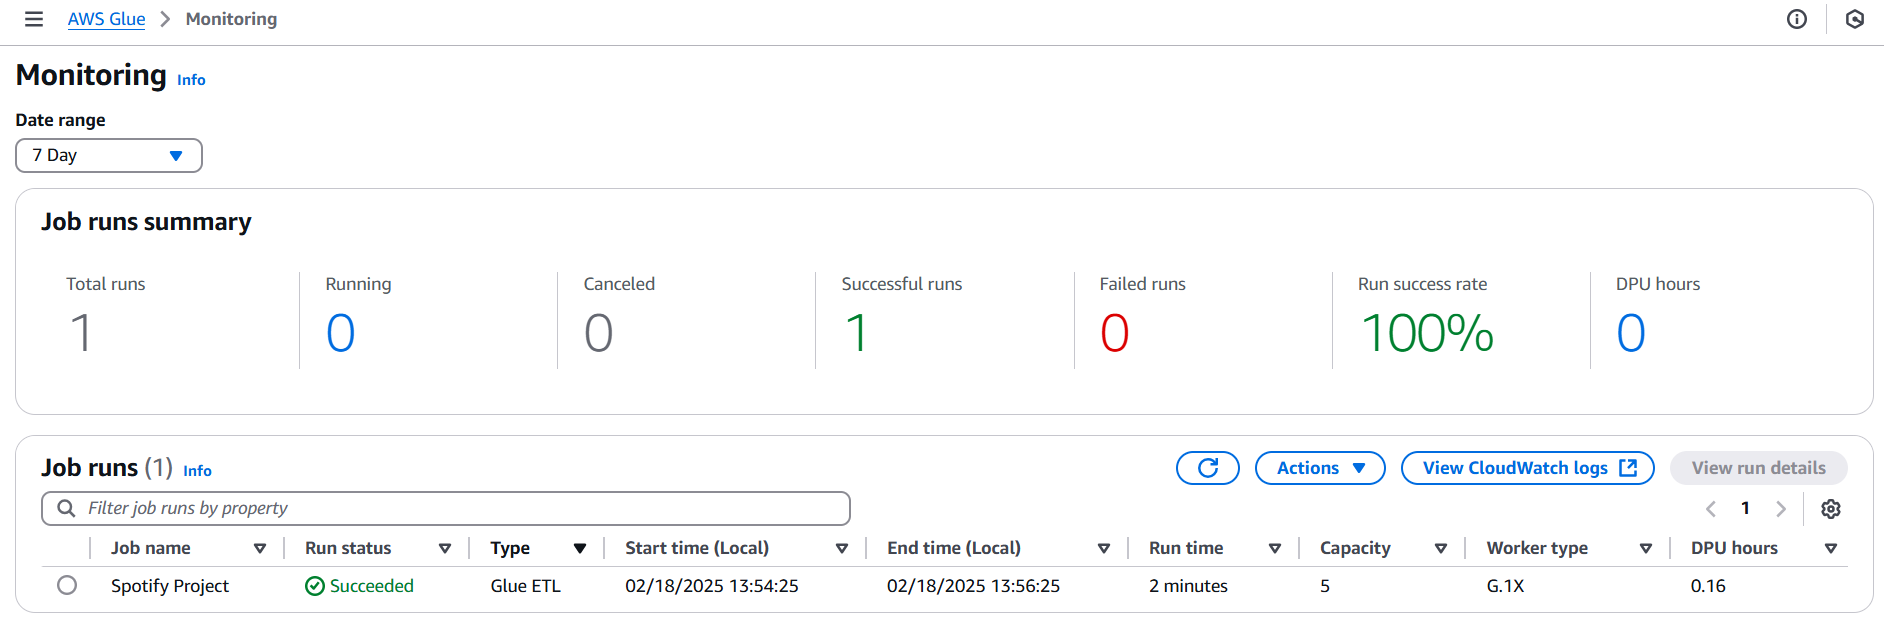 AWS Glue > Monitoring
Monitoring Info
Date range
7 Day
Job runs summary
Total runs Running Canceled Successful runs Failed runs Run success rate DPU hours
1 0 0 1 0 100% 0
Job runs (1) Info Actions View CloudWatch logs View run details
Filter job runs by property 1
Job name Run status Type Start time (Local) End time (Local) Run time Capacity Worker type DPU hours
Spotify Project Succeeded Glue ETL 02/18/2025 13:54:25 02/18/2025 13:56:25 2 minutes 5 G.1X 0.16